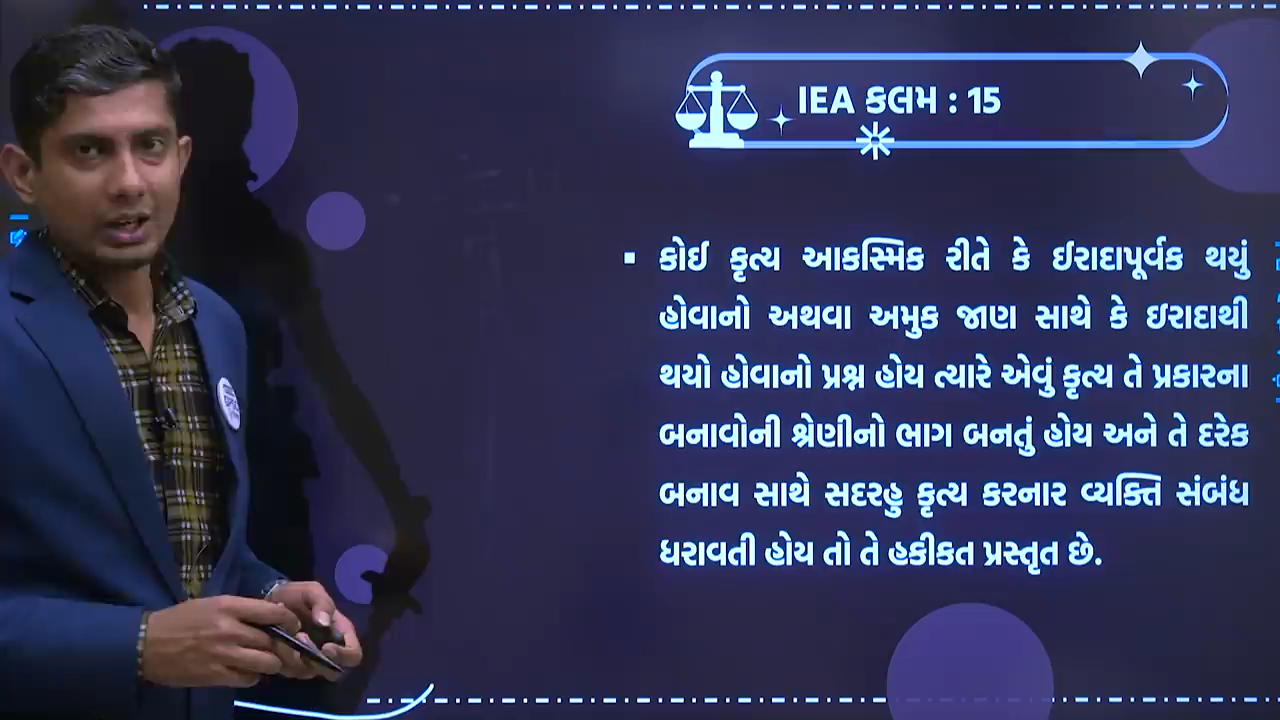 IEA કલમ : 15
કોઈ કૃત્ય આકસ્મિક રીતે કે ઈરાદાપૂર્વક થયું
હોવાનો અથવા અમુક જાણ સાથે કે ઇરાદાથી
થયો હોવાનો પ્રશ્ન હોય ત્યારે એવું કૃત્ય તે પ્રકારના
બનાવોની શ્રેણીનો ભાગ બનતું હોય અને તે દરેક
બનાવ સાથે સદરહુ કૃત્ય કરનાર વ્યક્તિ સંબંધ
ધરાવતી હોય તો તે હકીકત પ્રસ્તૃત છે.